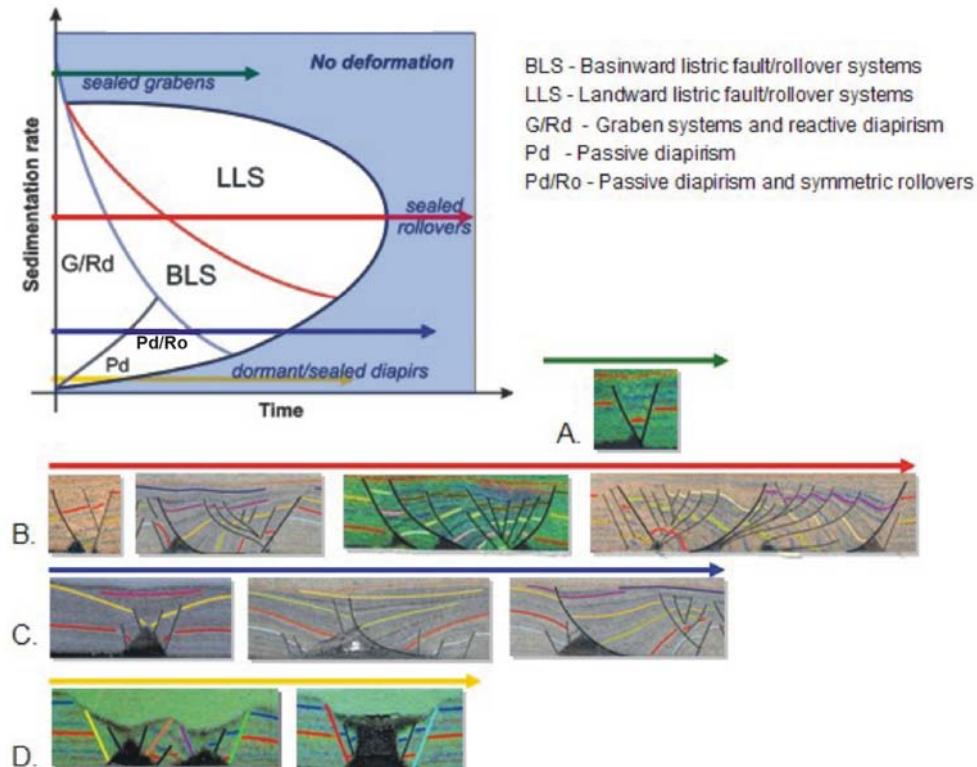 No deformation
sealed grabens
LLS
sealed
rollovers
G/Rd
BLS
Pd/Ro
Pd
dormant/sealed diapirs
Sedimentation rate
Time
BLS - Basinward listric fault/rollover systems
LLS - Landward listric fault/rollover systems
G/Rd - Graben systems and reactive diapirism
Pd - Passive diapirism
Pd/Ro - Passive diapirism and symmetric rollovers
A.
B.
C.
D.